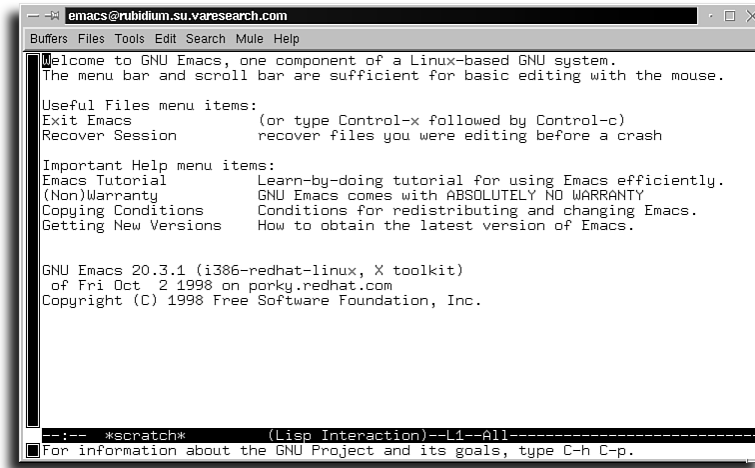 emacs@rubidium.su.varesearch.com
Buffers Files Tools Edit Search Mule Help
Welcome to GNU Emacs, one component of a Linux-based GNU system.
The menu bar and scroll bar are sufficient for basic editing with the mouse.
Useful Files menu items:
Exit Emacs (or type Control-x followed by Control-c)
Recover Session recover files you were editing before a crash
Important Help menu items:
Emacs Tutorial Learn-by-doing tutorial for using Emacs efficiently.
(Non)Warranty GNU Emacs comes with ABSOLUTELY NO WARRANTY
Copying Conditions Conditions for redistributing and changing Emacs.
Getting New Versions How to obtain the latest version of Emacs.
GNU Emacs 20.3.1 (i386-redhat-linux, X toolkit)
of Fri Oct 2 1998 on porky.redhat.com
Copyright (C) 1998 Free Software Foundation, Inc.
--:-- *scratch* (Lisp Interaction)--L1--All----------------------------
For information about the GNU Project and its goals, type C-h C-p.